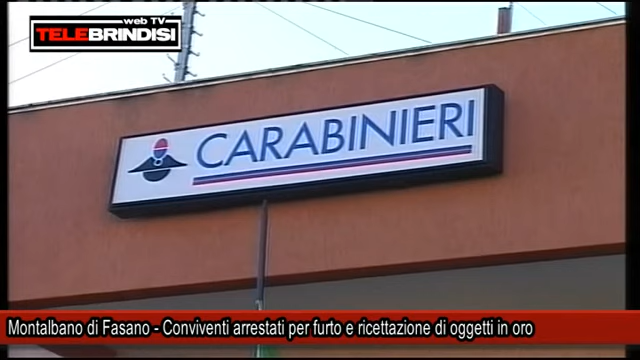 web TV
TELEBRINDISI
CARABINIERI
Montalbano di Fasano - Conviventi arrestati per furto e ricettazione di oggetti in oro